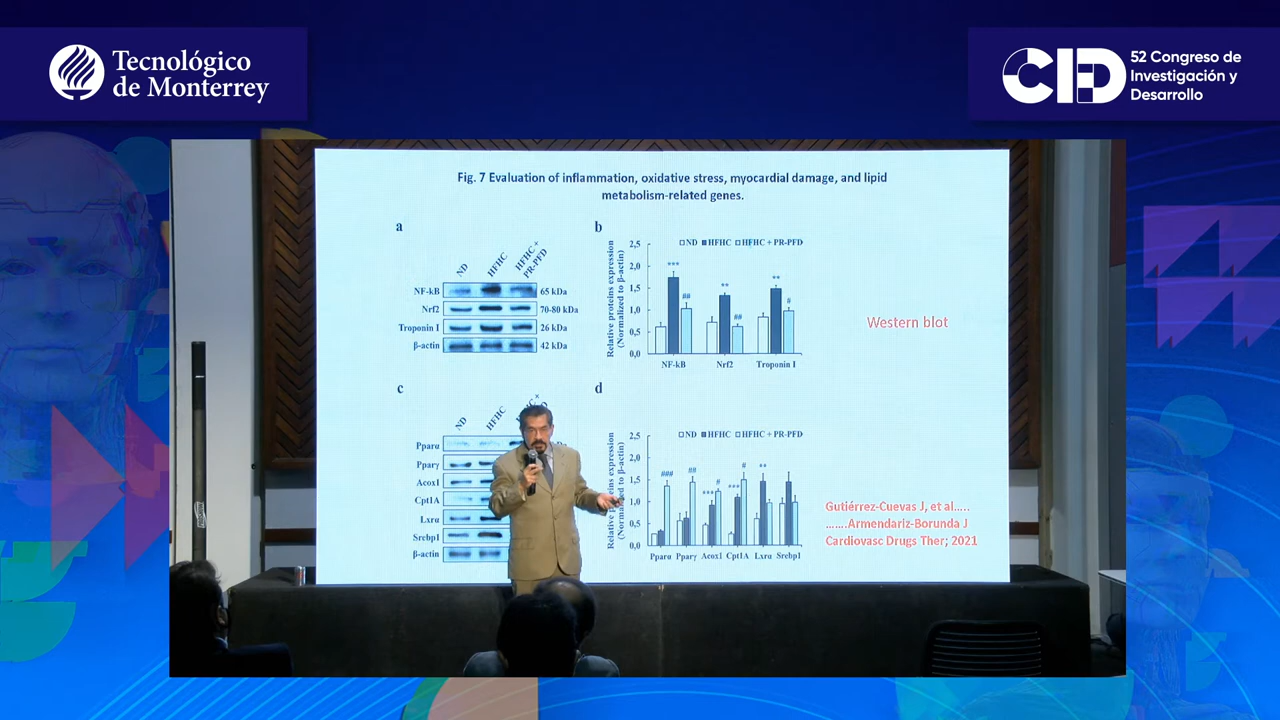 Tecnológico
de Monterrey
CID
52 Congreso de
Investigación y
Desarrollo
Fig. 7 Evaluation of inflammation, oxidative stress, myocardial damage, and lipid
metabolism-related genes.
a
ND
HFHC
HFHC +
PR-PFD
NF-kB
65 kDa
Nrf2
70-80 kDa
Troponin I
26 kDa
β-actin
42 kDa
b
ND HFHC HFHC + PR-PFD
Relative proteins expression
(Normalized to β-actin)
2,5
2,0
1,5
1,0
0,5
0,0
***
##
**
##
**
#
NF-kB Nrf2 Troponin I
Western blot
c
ND
HFHC
HFHC +
Pparα
Pparγ
Acox1
Cpt1A
Lxrα
Srebp1
β-actin
d
ND HFHC HFHC + PR-PFD
Relative proteins expression
2,5
2,0
1,5
1,0
0,5
0,0
###
##
***
#
***
#
**
Pparα Pparγ Acox1 Cpt1A Lxrα Srebp1
Gutiérrez-Cuevas J, et al.....
.......Armendariz-Borunda J
Cardiovasc Drugs Ther; 2021